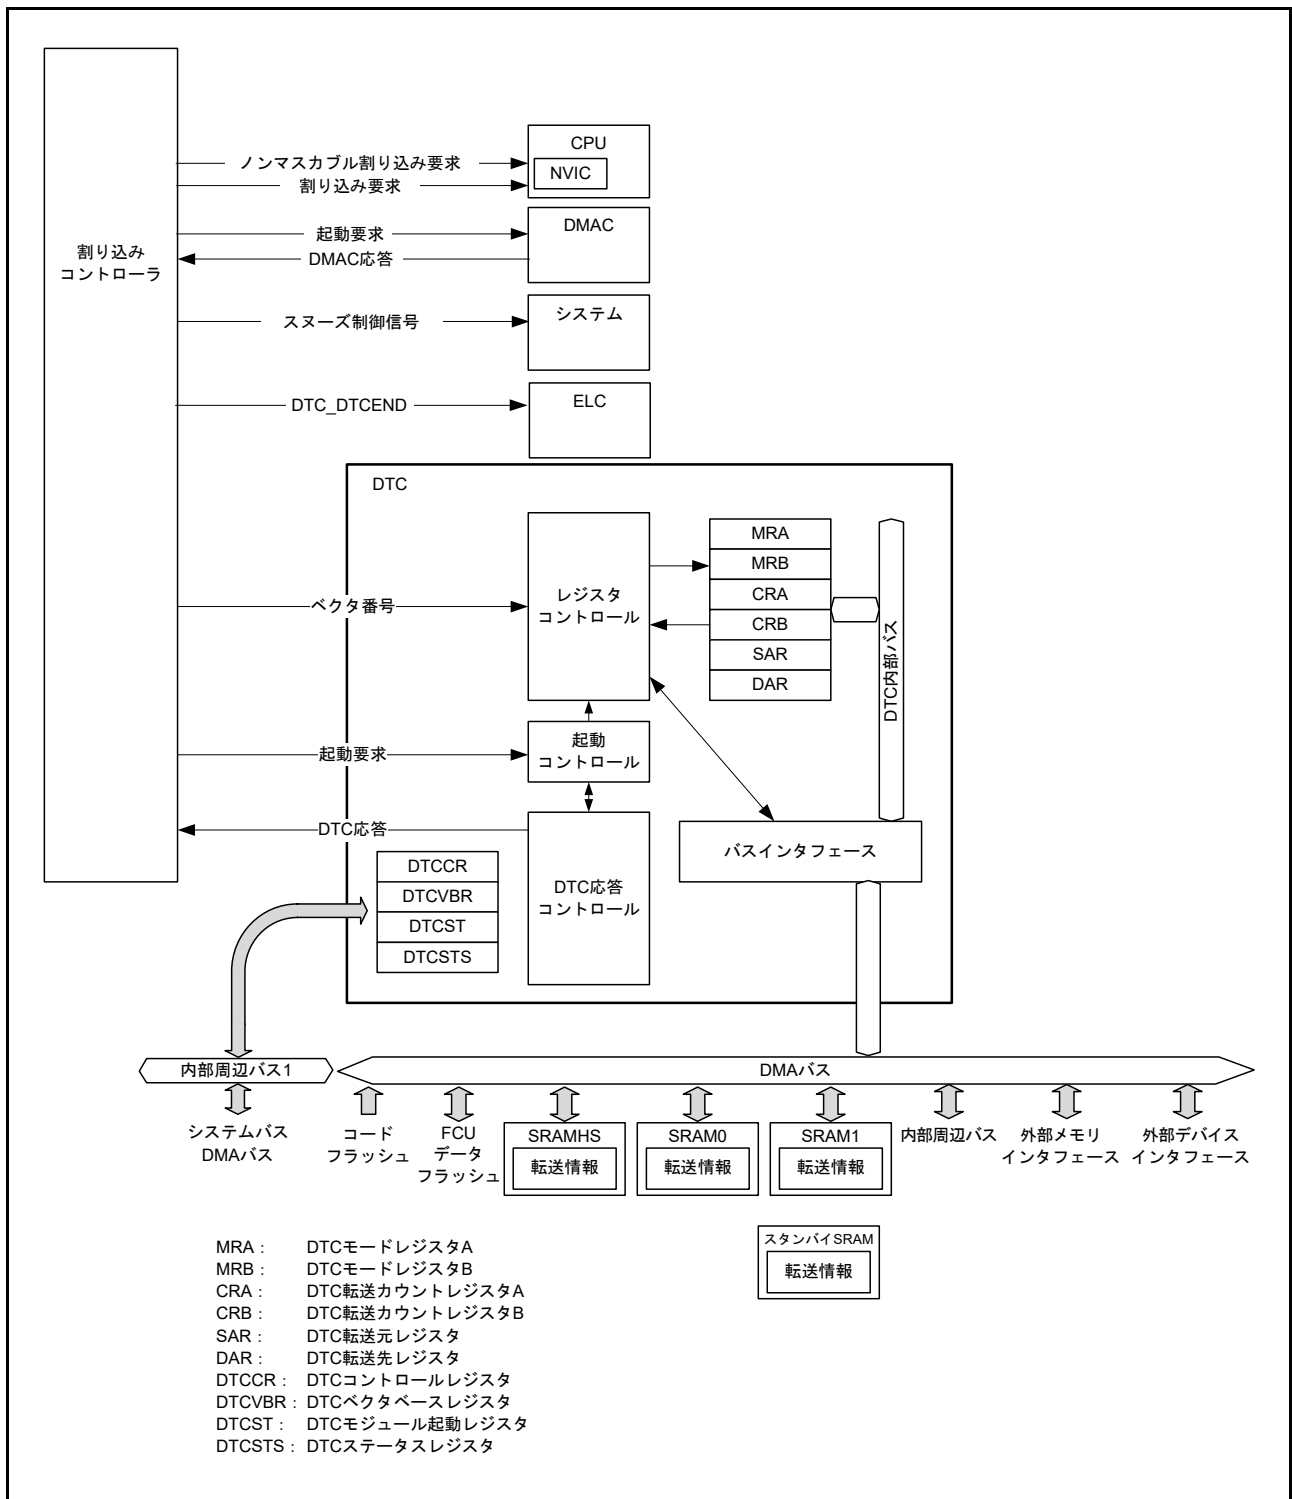 割り込み
コントローラ
ノンマスカブル割り込み要求
割り込み要求
CPU
NVIC
起動要求
DMAC応答
DMAC
スヌーズ制御信号
システム
DTC_DTCEND
ELC
DTC
ベクタ番号
レジスタ
コントロール
MRA
MRB
CRA
CRB
SAR
DAR
DTC内部バス
起動要求
起動
コントロール
DTC応答
DTC応答
コントロール
バスインタフェース
DTCCR
DTCVBR
DTCST
DTCSTS
内部周辺バス1
DMAバス
システムバス
DMAバス
コード
フラッシュ
FCU
データ
フラッシュ
SRAMHS
転送情報
SRAM0
転送情報
SRAM1
転送情報
内部周辺バス
外部メモリ
インタフェース
外部デバイス
インタフェース
スタンバイSRAM
転送情報
MRA : DTCモードレジスタA
MRB : DTCモードレジスタB
CRA : DTC転送カウントレジスタA
CRB : DTC転送カウントレジスタB
SAR : DTC転送元レジスタ
DAR : DTC転送先レジスタ
DTCCR : DTCコントロールレジスタ
DTCVBR : DTCベクタベースレジスタ
DTCST : DTCモジュール起動レジスタ
DTCSTS : DTCステータスレジスタ